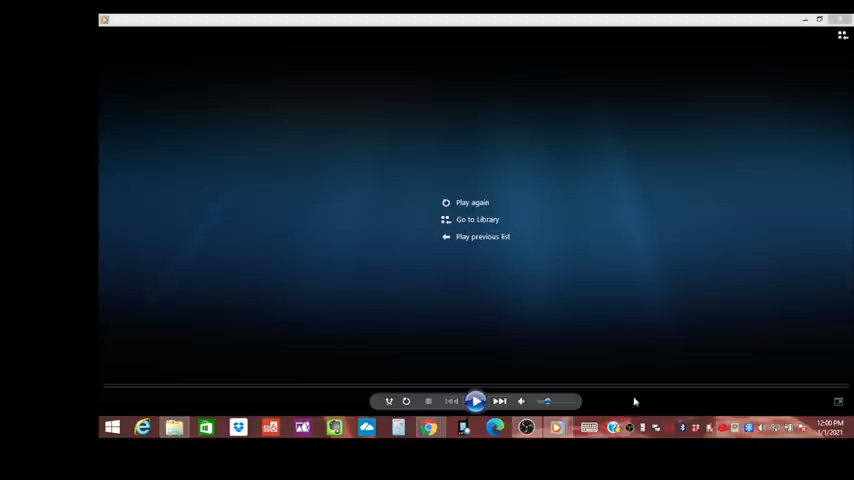 Play again
Go to Library
Play previous list
12:00 PM
1/1/2021